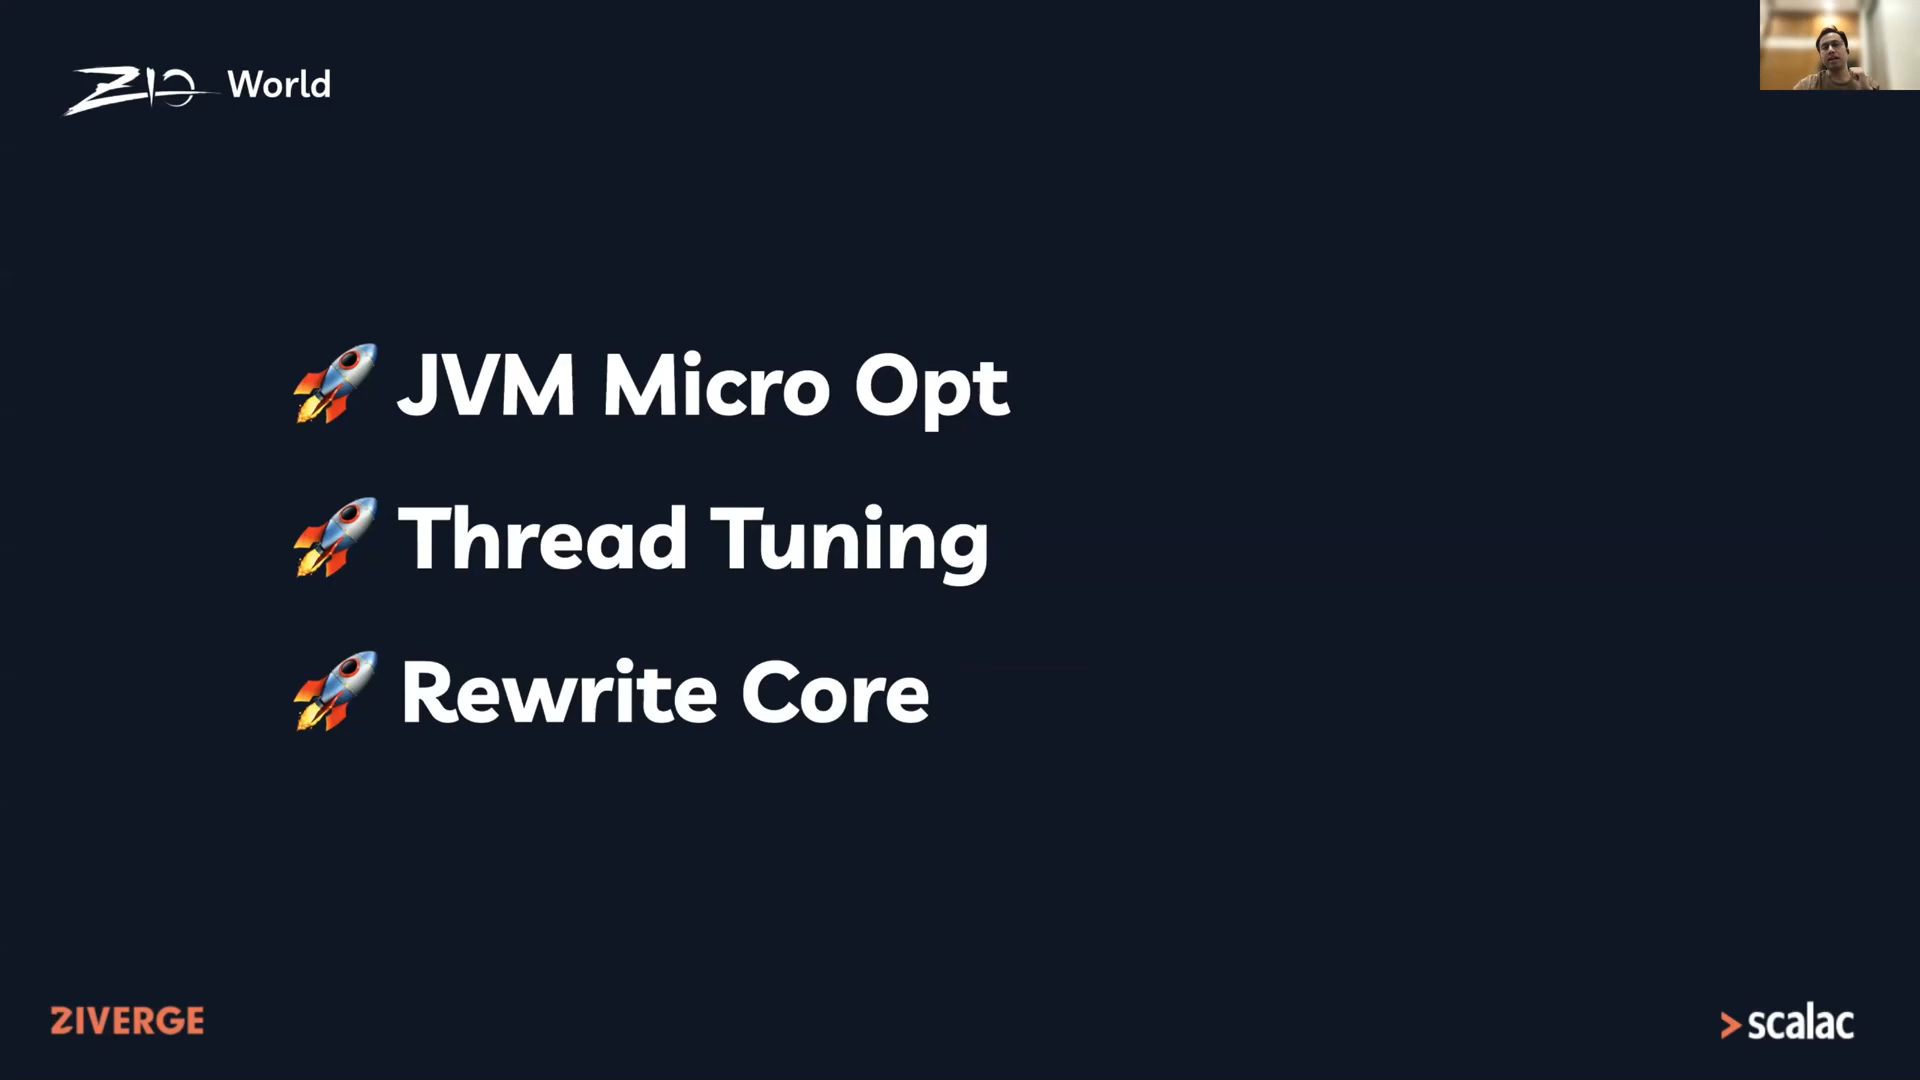 ZIO World
🚀 JVM Micro Opt
🚀 Thread Tuning
🚀 Rewrite Core
ZIVERGE
>scalac